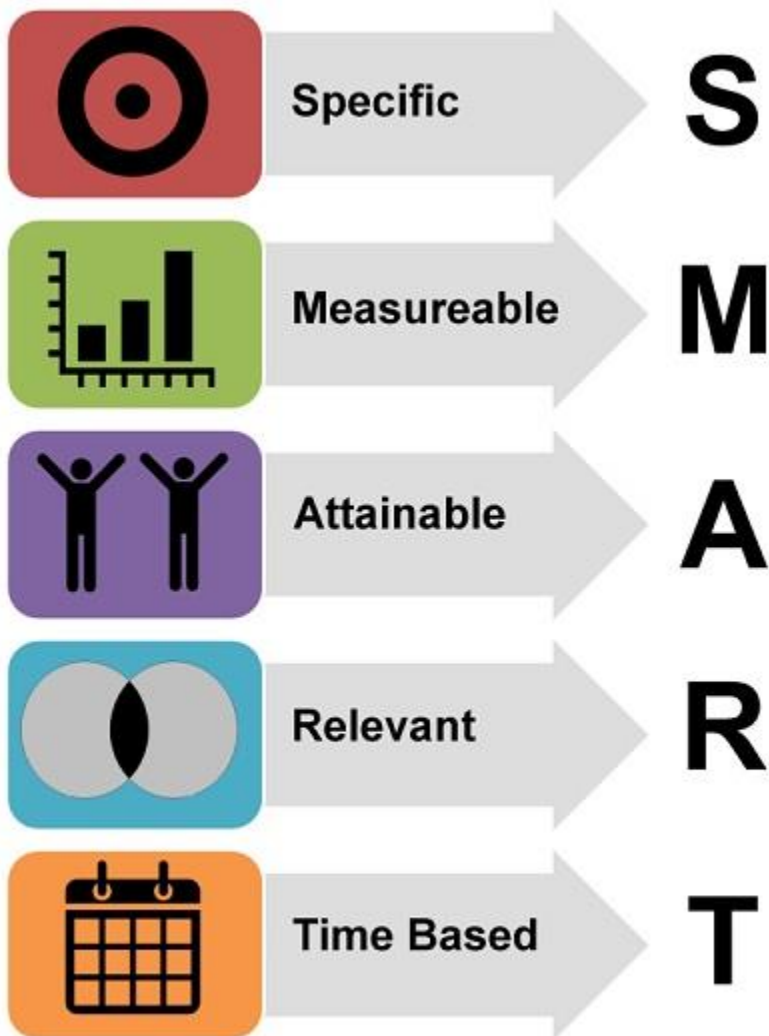 Specific S
Measureable M
Attainable A
Relevant R
Time Based T